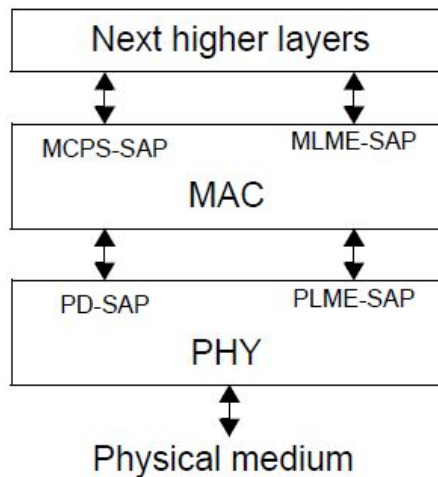 Next higher layers
MCPS-SAP MLME-SAP
MAC
PD-SAP PLME-SAP
PHY
Physical medium